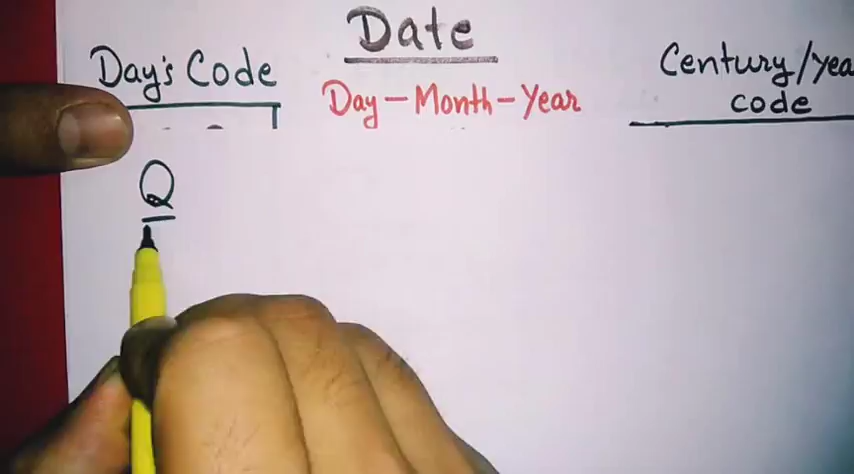 Date
Day's Code
Day-Month-Year
Century/Yea
code
Q